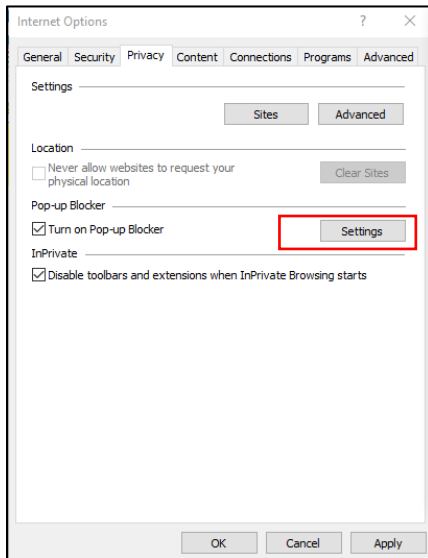 Internet Options ? ×
General Security Privacy Content Connections Programs Advanced
Settings
Sites Advanced
Location
Never allow websites to request your
physical location
Clear Sites
Pop-up Blocker
Turn on Pop-up Blocker Settings
InPrivate
Disable toolbars and extensions when InPrivate Browsing starts
OK Cancel Apply